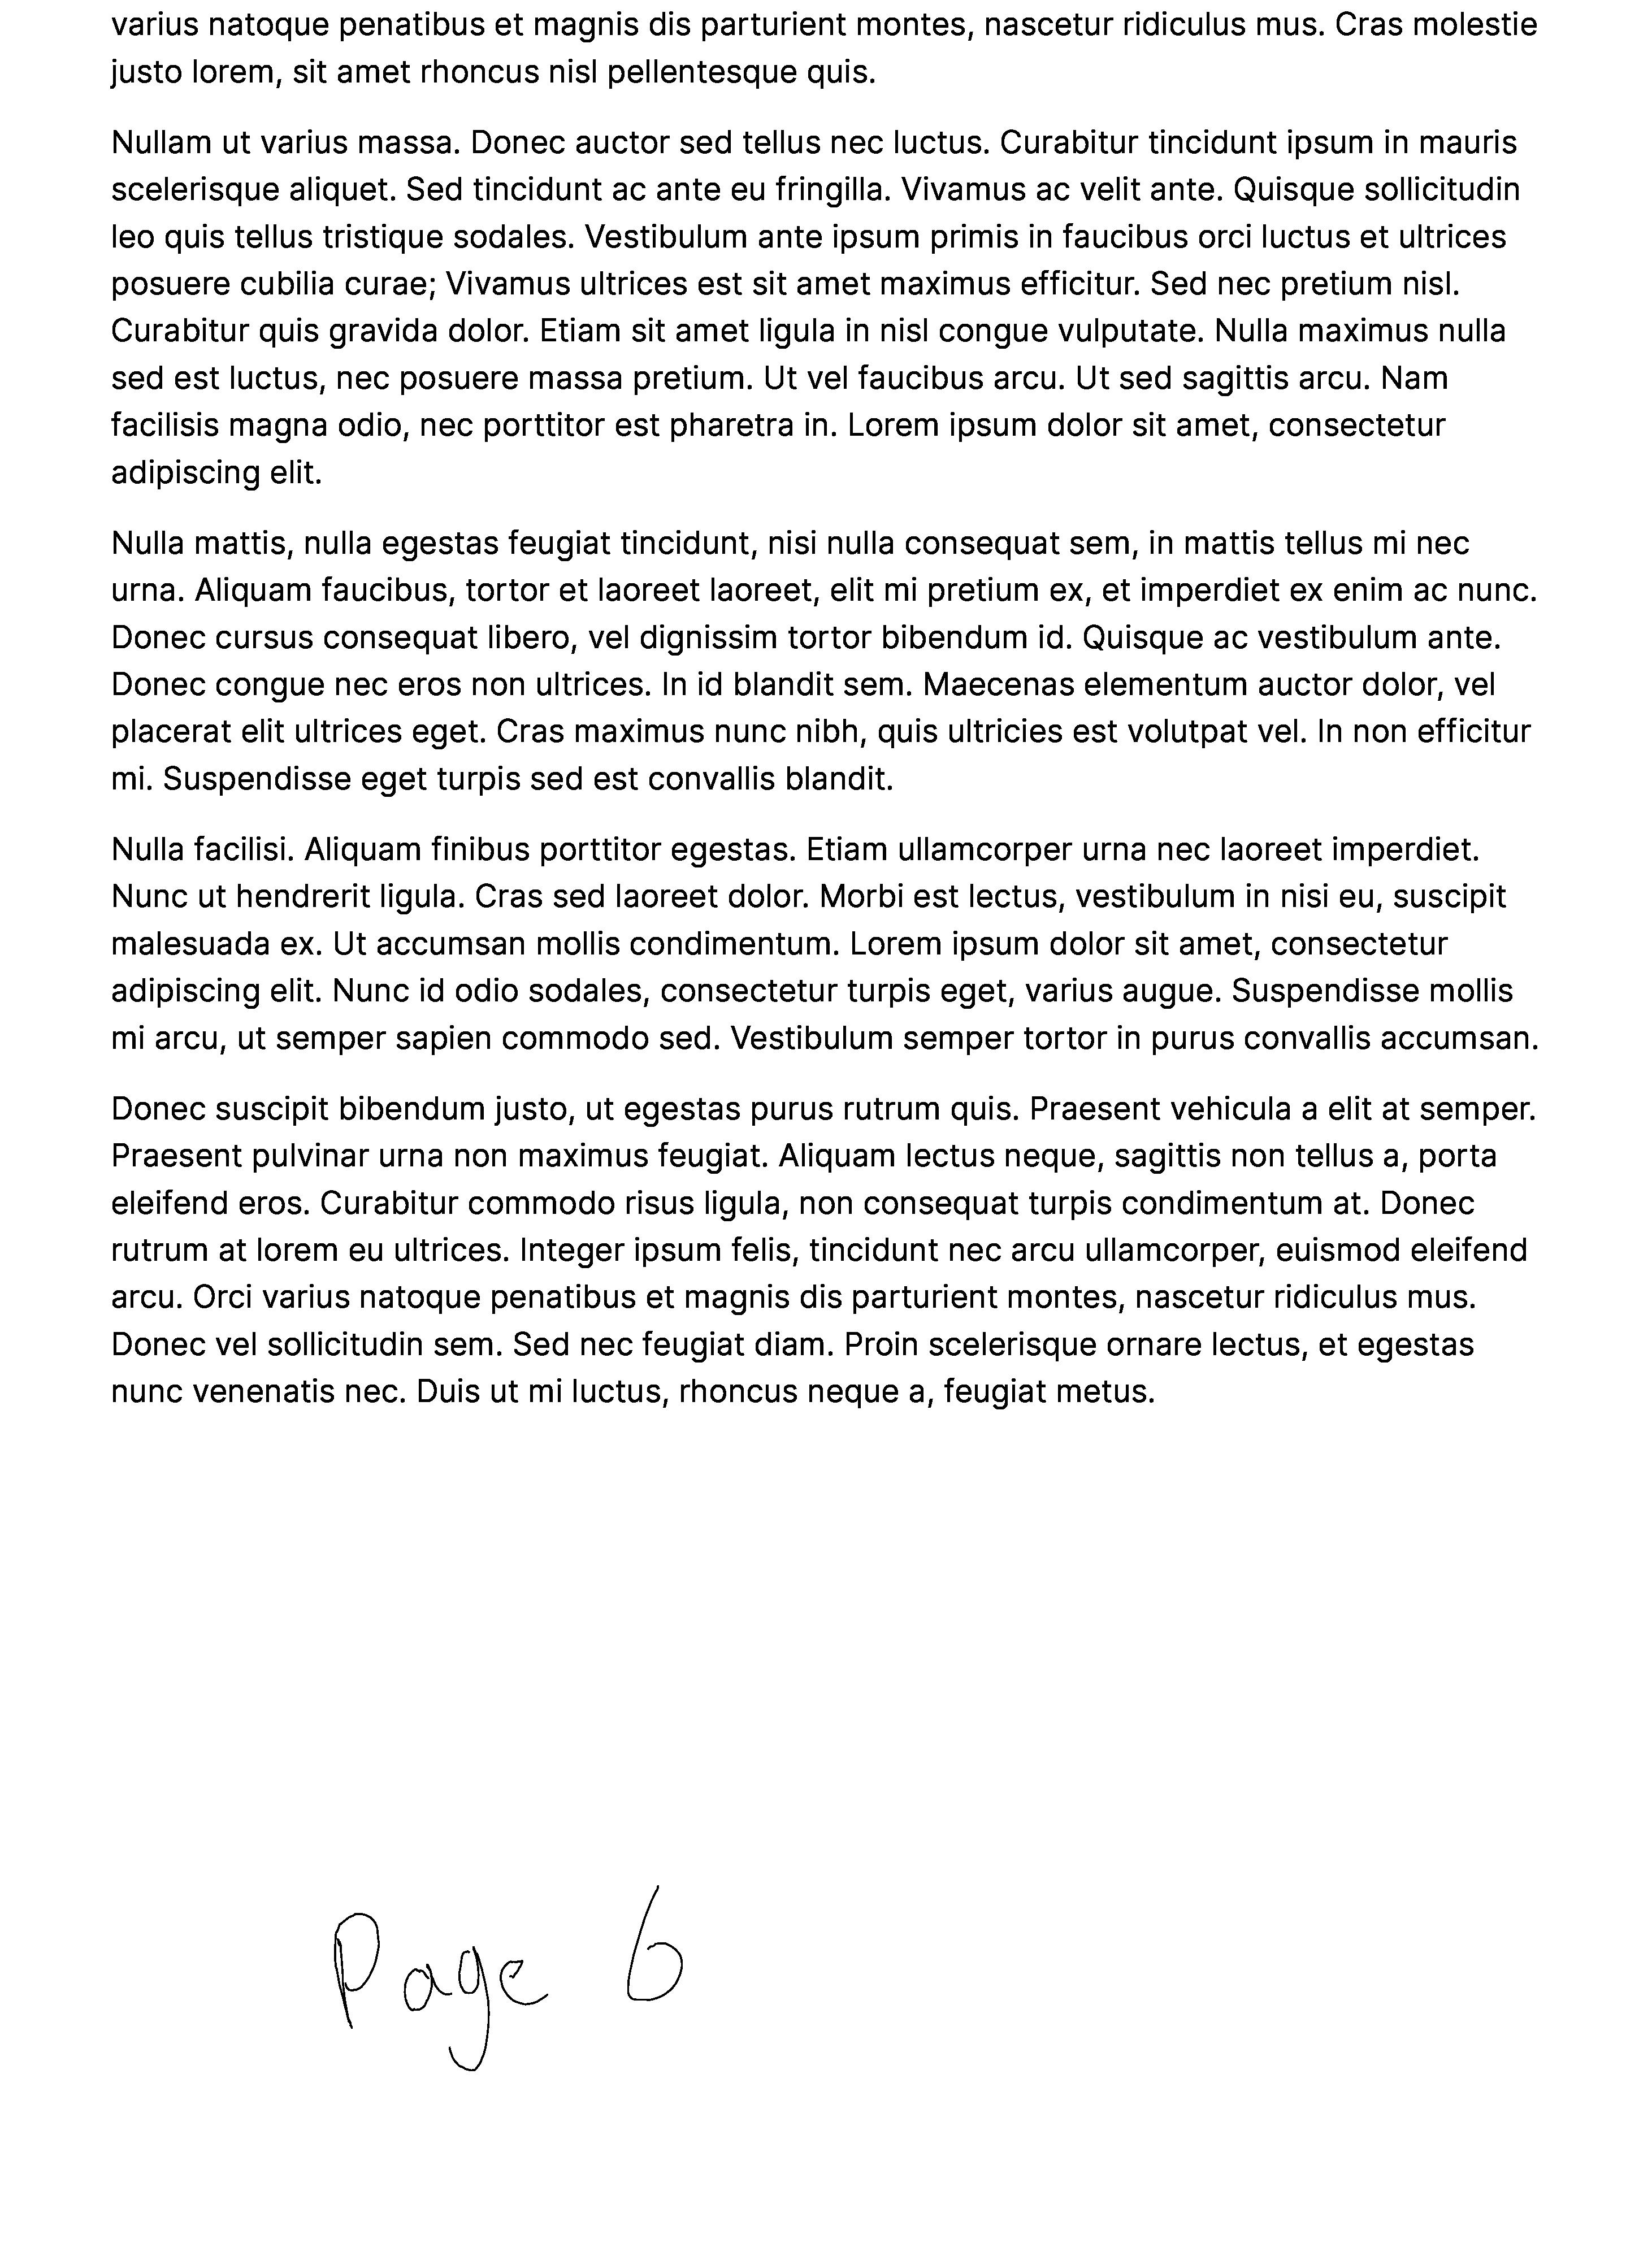 varius natoque penatibus et magnis dis parturient montes, nascetur ridiculus mus. Cras molestie
justo lorem, sit amet rhoncus nisl pellentesque quis.
Nullam ut varius massa. Donec auctor sed tellus nec luctus. Curabitur tincidunt ipsum in mauris
scelerisque aliquet. Sed tincidunt ac ante eu fringilla. Vivamus ac velit ante. Quisque sollicitudin
leo quis tellus tristique sodales. Vestibulum ante ipsum primis in faucibus orci luctus et ultrices
posuere cubilia curae; Vivamus ultrices est sit amet maximus efficitur. Sed nec pretium nisl.
Curabitur quis gravida dolor. Etiam sit amet ligula in nisl congue vulputate. Nulla maximus nulla
sed est luctus, nec posuere massa pretium. Ut vel faucibus arcu. Ut sed sagittis arcu. Nam
facilisis magna odio, nec porttitor est pharetra in. Lorem ipsum dolor sit amet, consectetur
adipiscing elit.
Nulla mattis, nulla egestas feugiat tincidunt, nisi nulla consequat sem, in mattis tellus mi nec
urna. Aliquam faucibus, tortor et laoreet laoreet, elit mi pretium ex, et imperdiet ex enim ac nunc.
Donec cursus consequat libero, vel dignissim tortor bibendum id. Quisque ac vestibulum ante.
Donec congue nec eros non ultrices. In id blandit sem. Maecenas elementum auctor dolor, vel
placerat elit ultrices eget. Cras maximus nunc nibh, quis ultricies est volutpat vel. In non efficitur
mi. Suspendisse eget turpis sed est convallis blandit.
Nulla facilisi. Aliquam finibus porttitor egestas. Etiam ullamcorper urna nec laoreet imperdiet.
Nunc ut hendrerit ligula. Cras sed laoreet dolor. Morbi est lectus, vestibulum in nisi eu, suscipit
malesuada ex. Ut accumsan mollis condimentum. Lorem ipsum dolor sit amet, consectetur
adipiscing elit. Nunc id odio sodales, consectetur turpis eget, varius augue. Suspendisse mollis
mi arcu, ut semper sapien commodo sed. Vestibulum semper tortor in purus convallis accumsan.
Donec suscipit bibendum justo, ut egestas purus rutrum quis. Praesent vehicula a elit at semper.
Praesent pulvinar urna non maximus feugiat. Aliquam lectus neque, sagittis non tellus a, porta
eleifend eros. Curabitur commodo risus ligula, non consequat turpis condimentum at. Donec
rutrum at lorem eu ultrices. Integer ipsum felis, tincidunt nec arcu ullamcorper, euismod eleifend
arcu. Orci varius natoque penatibus et magnis dis parturient montes, nascetur ridiculus mus.
Donec vel sollicitudin sem. Sed nec feugiat diam. Proin scelerisque ornare lectus, et egestas
nunc venenatis nec. Duis ut mi luctus, rhoncus neque a, feugiat metus.
Page 6